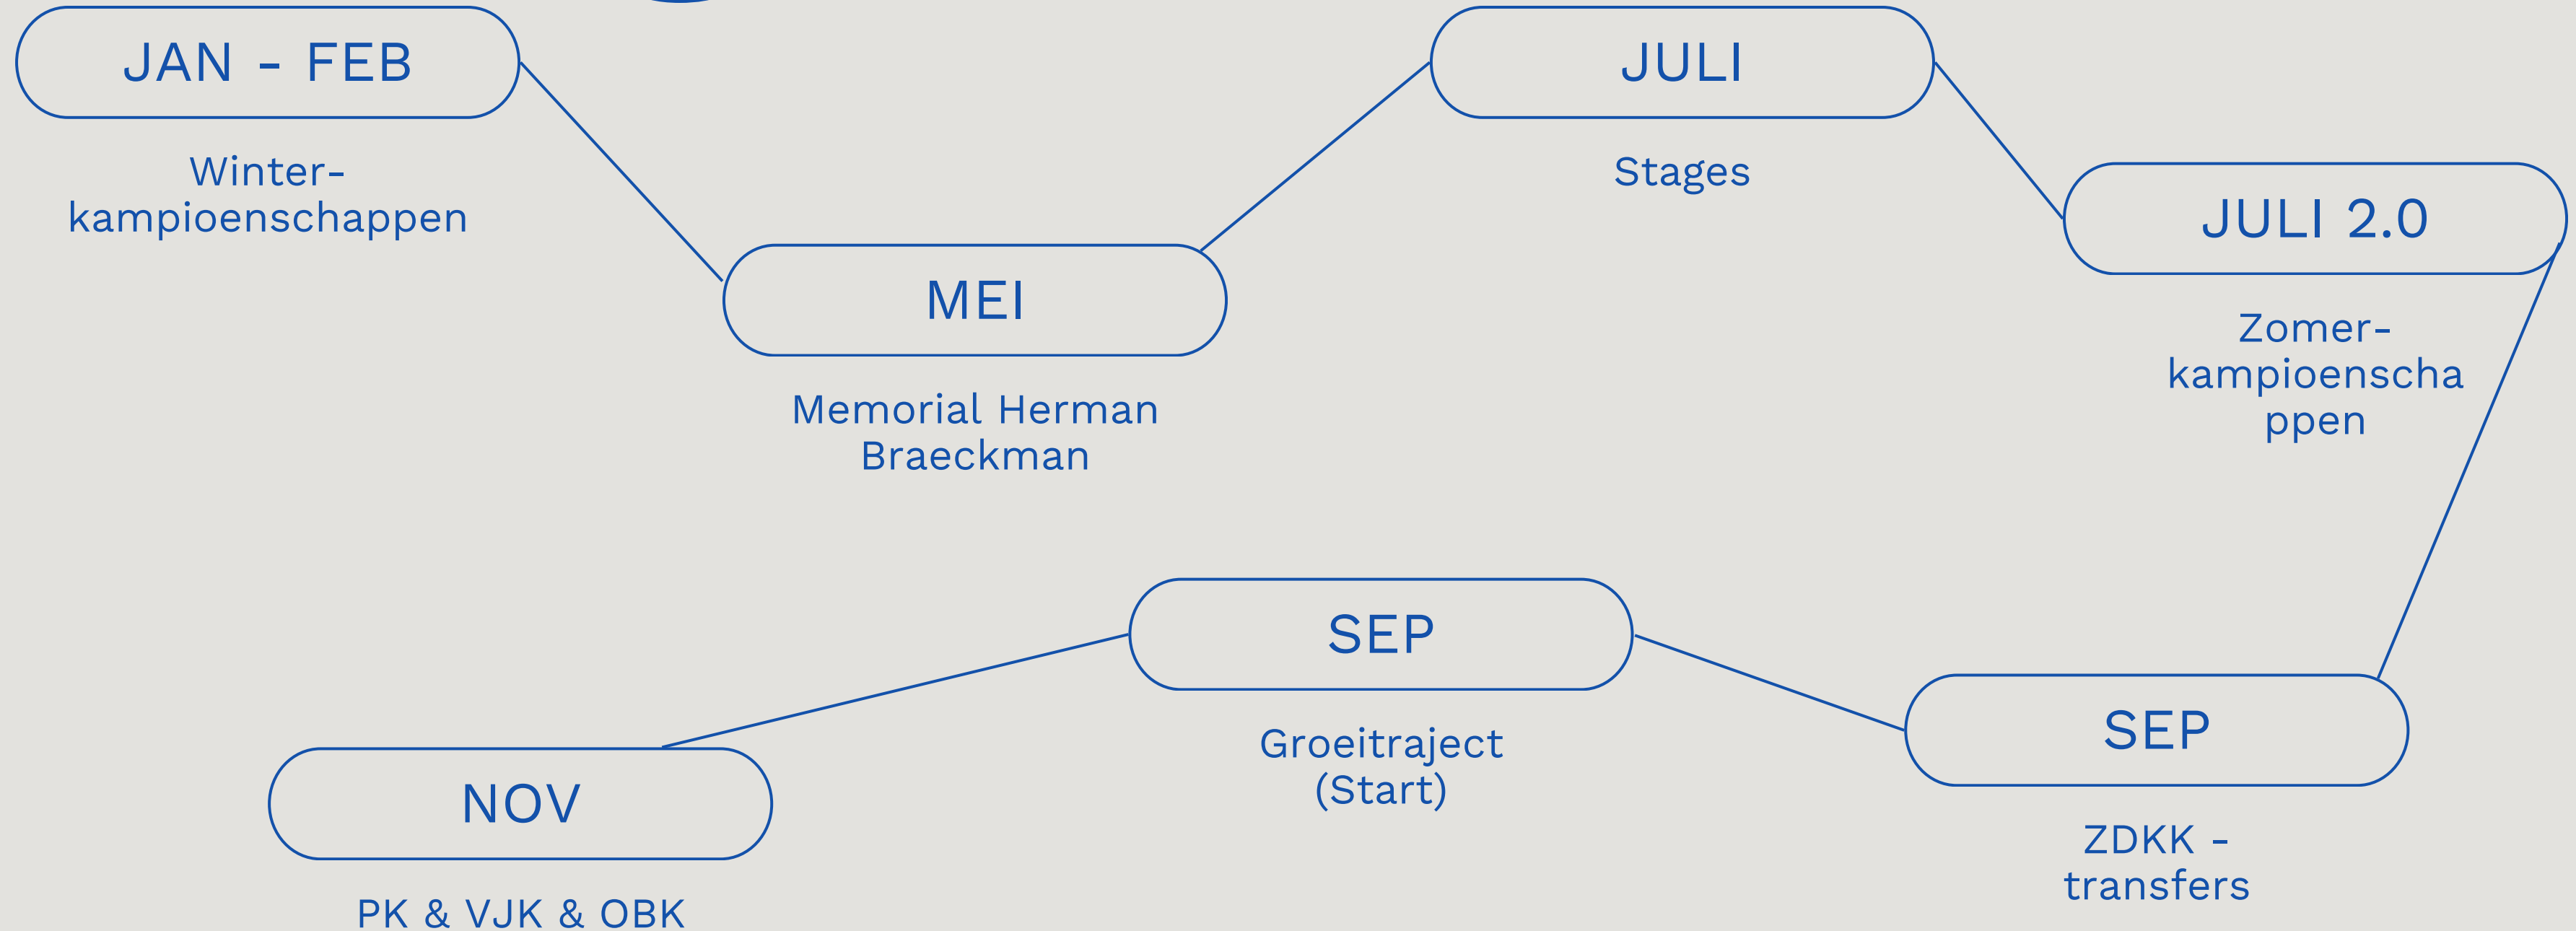 JAN - FEB
Winter-
kampioenschappen
MEI
Memorial Herman
Braeckman
JULI
Stages
JULI 2.0
Zomer-
kampioenscha
ppen
SEP
ZDKK -
transfers
SEP
Groeitraject
(Start)
NOV
PK & VJK & OBK